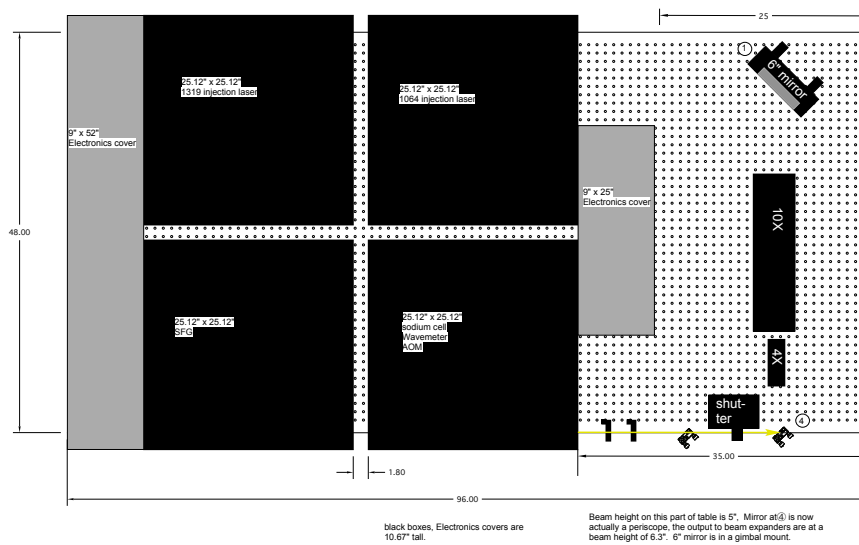 25
1
6" mirror
25.12" x 25.12"
1319 injection laser
25.12" x 25.12"
1064 injection laser
9" x 52"
Electronics cover
9" x 25"
Electronics cover
10X
48.00
25.12" x 25.12"
SFG
25.12" x 25.12"
sodium cell
Wavemeter
AOM
4X
shut-
ter
4
35.00
1.80
96.00
black boxes, Electronics covers are
10.67" tall.
Beam height on this part of table is 5", Mirror at④ is now
actually a periscope, the output to beam expanders are at a
beam height of 6.3". 6" mirror is in a gimbal mount.